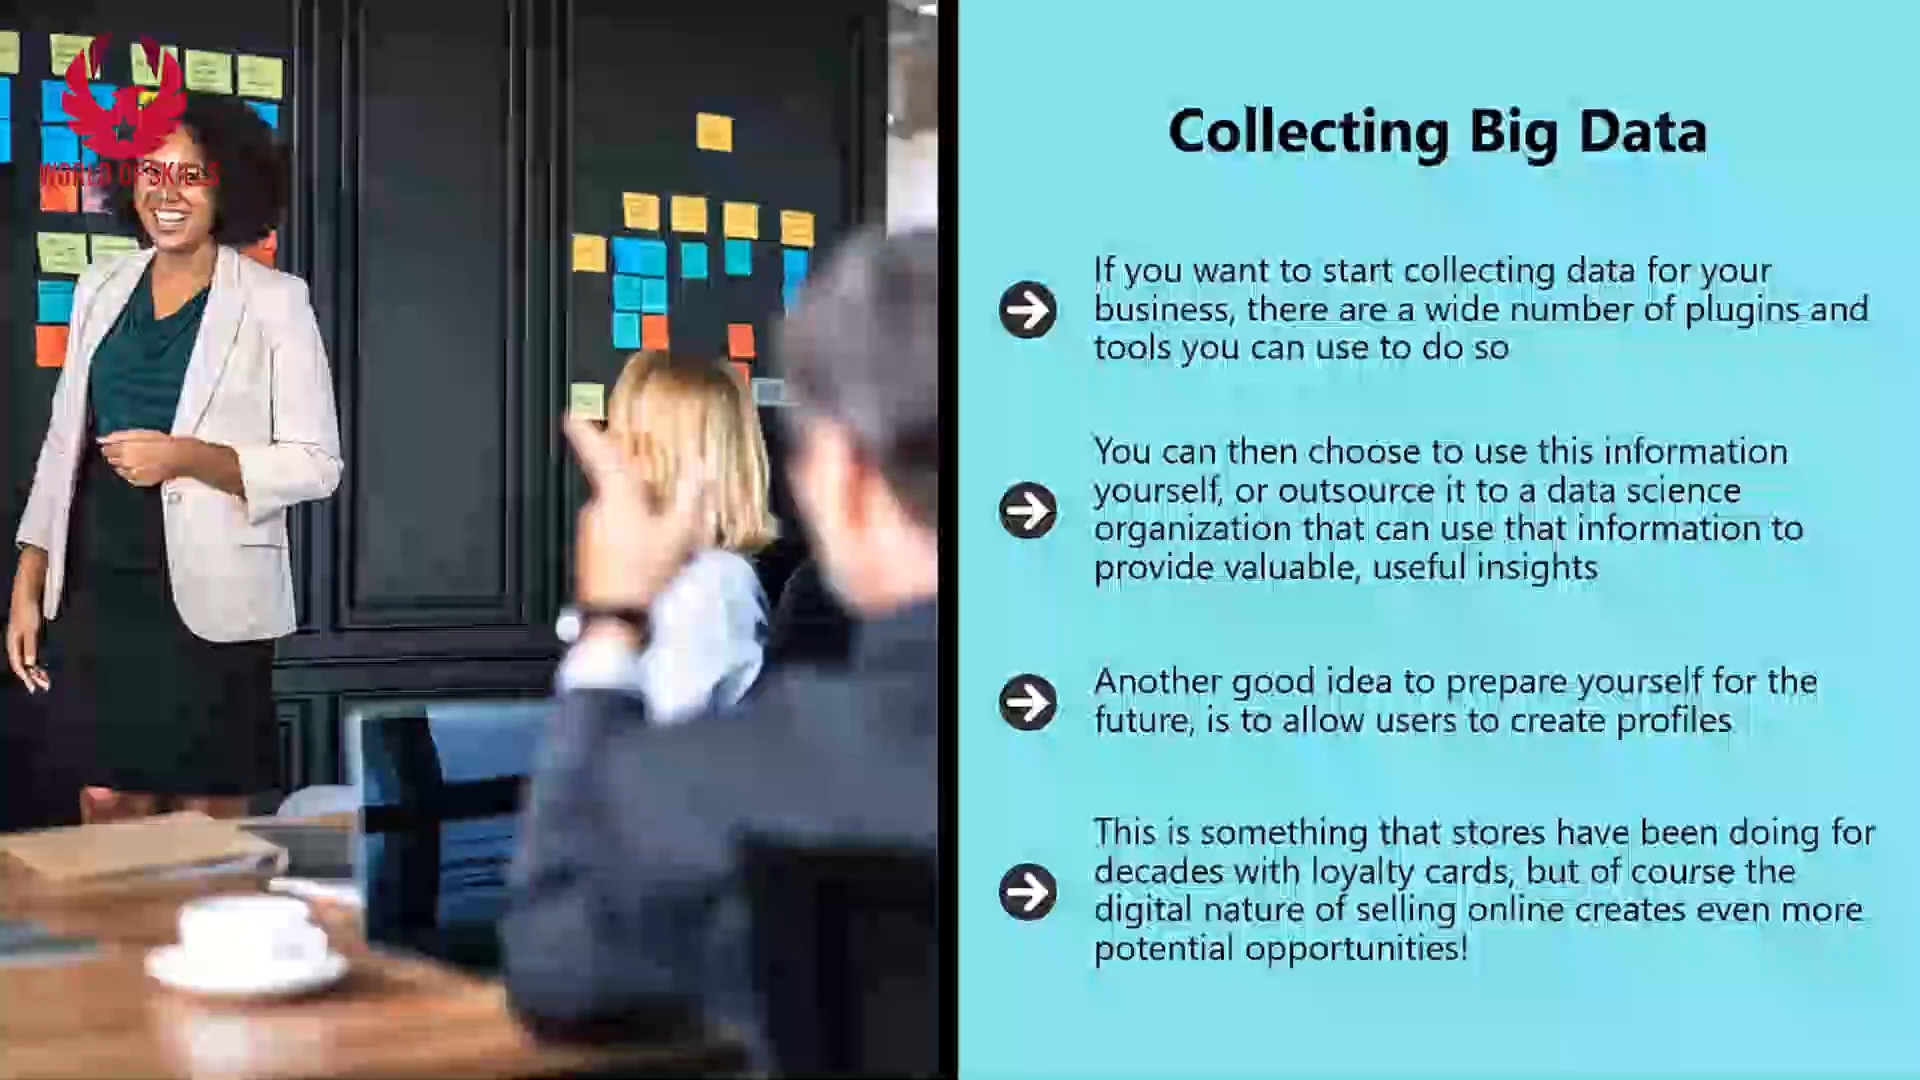 WORLD OF SKILLS
Collecting Big Data
If you want to start collecting data for your
business, there are a wide number of plugins and
tools you can use to do so
You can then choose to use this information
yourself, or outsource it to a data science
organization that can use that information to
provide valuable, useful insights
Another good idea to prepare yourself for the
future, is to allow users to create profiles
This is something that stores have been doing for
decades with loyalty cards, but of course the
digital nature of selling online creates even more
potential opportunities!